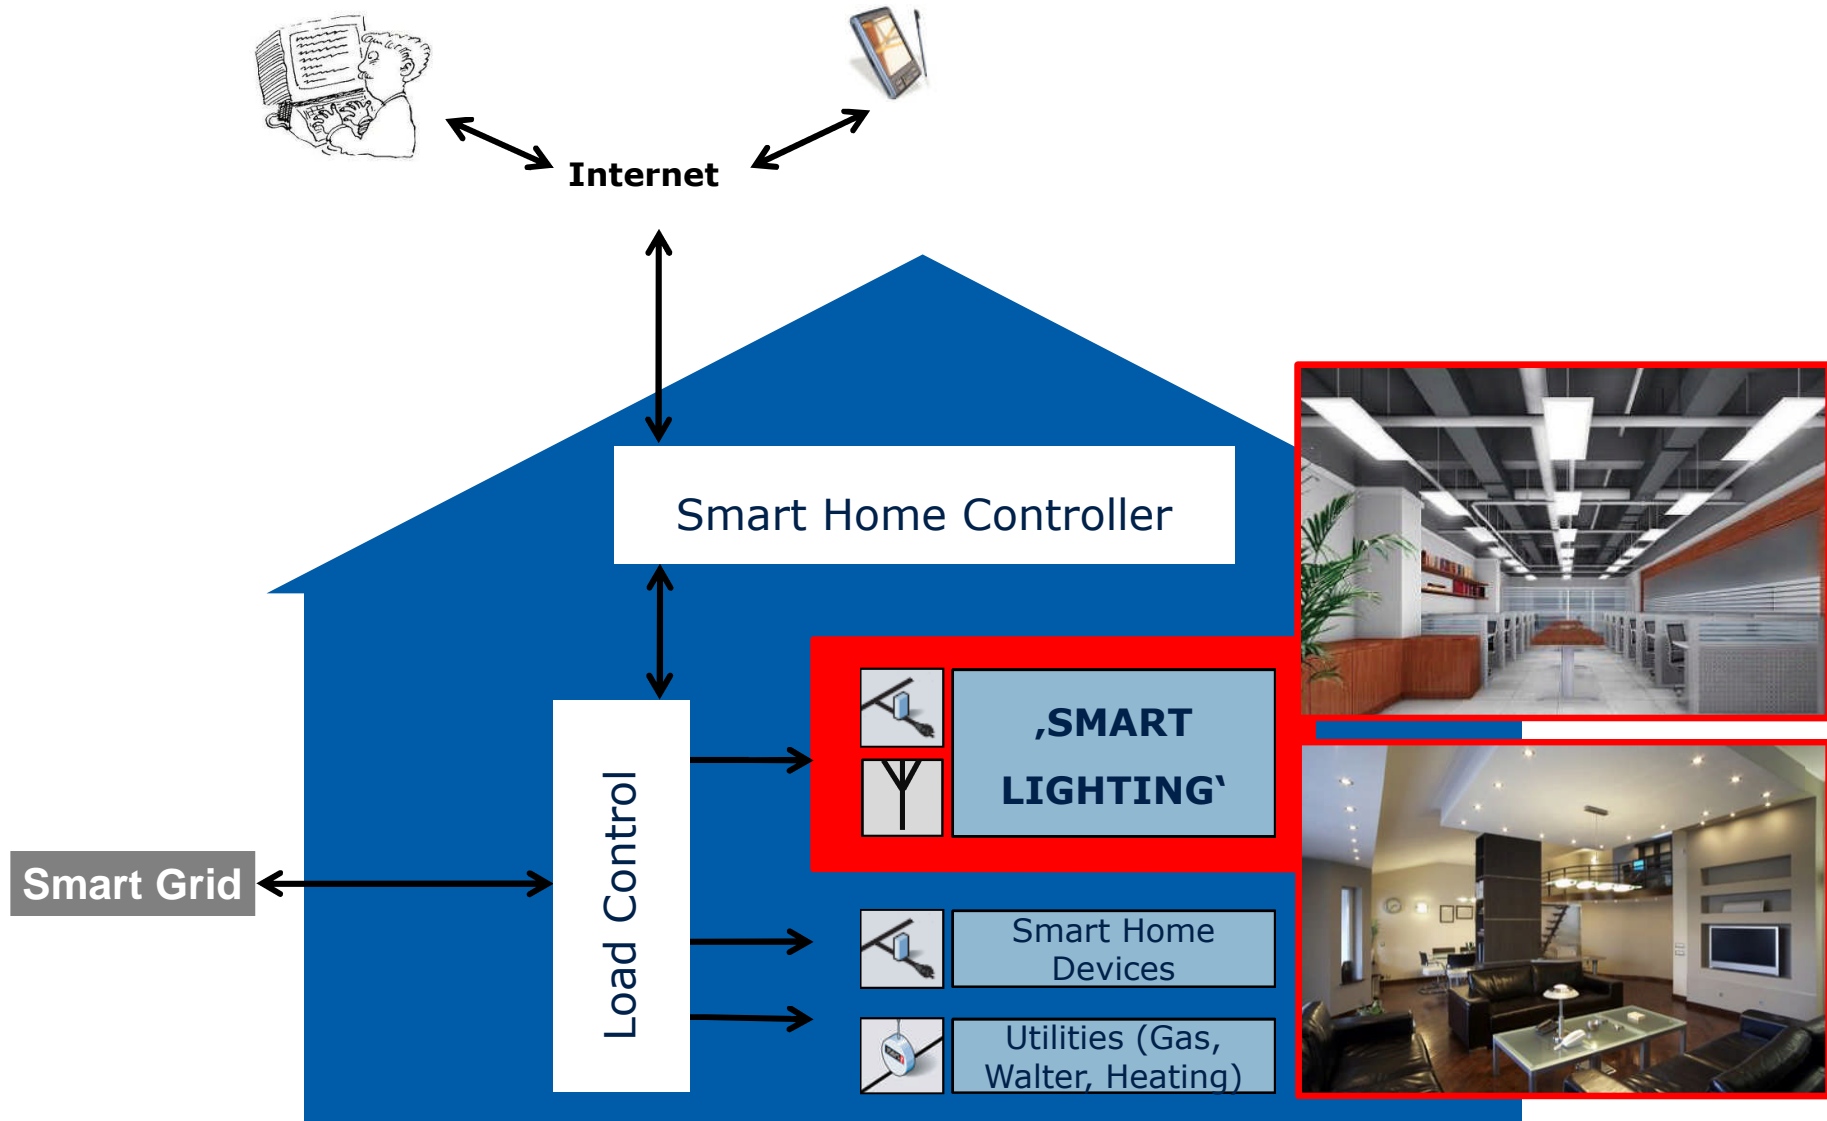 Internet
Smart Home Controller
‚SMART
LIGHTING‘
Load Control
Smart Grid
Smart Home
Devices
Utilities (Gas,
Walter, Heating)